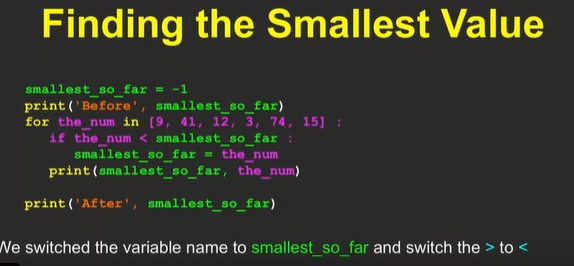 Finding the Smallest Value
smallest_so_far = -1
print('Before', smallest_so_far)
for the_num in [9, 41, 12, 3, 74, 15] :
if the_num < smallest_so_far :
smallest_so_far = the_num
print(smallest_so_far, the_num)
print('After', smallest_so_far)
We switched the variable name to smallest_so_far and switch the > to <